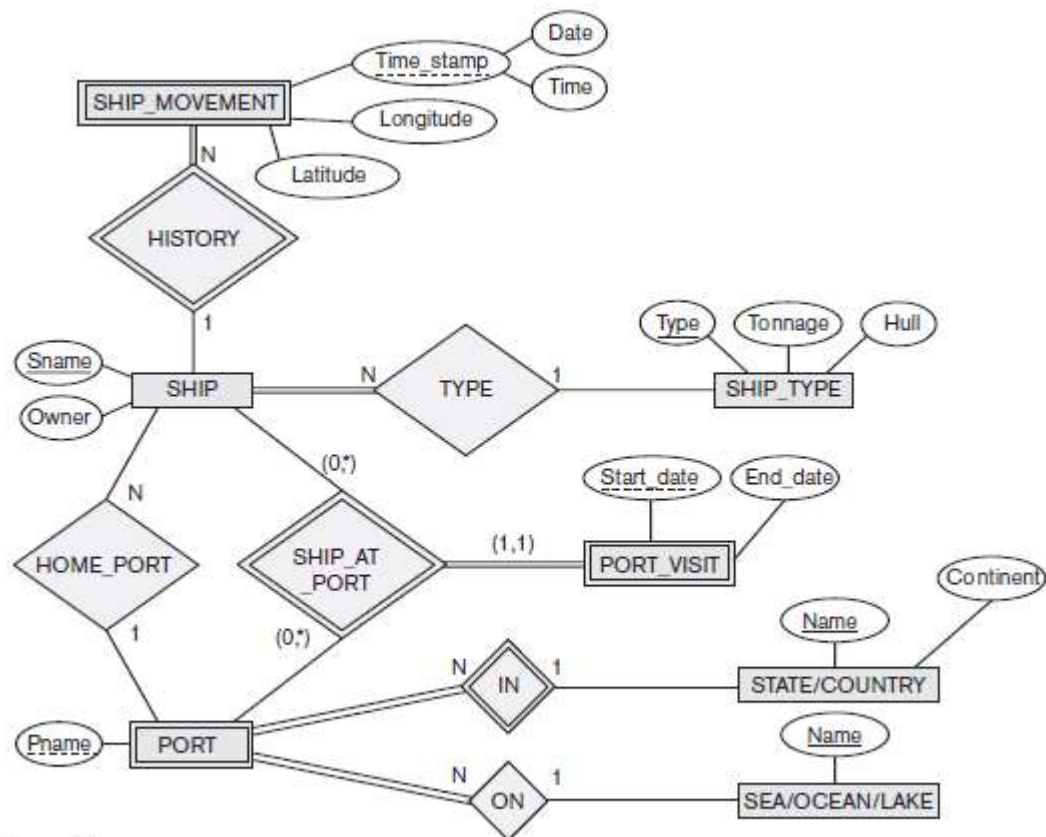 Date
Time_stamp
Time
SHIP_MOVEMENT
Longitude
N
Latitude
HISTORY
1
Type
Tonnage
Hull
Sname
N
TYPE
1
SHIP
SHIP_TYPE
Owner
(0,*)
Start_date
End_date
N
(1,1)
HOME_PORT
SHIP_AT
_PORT
PORT_VISIT
Continent
1
(0,*)
Name
N
IN
1
STATE/COUNTRY
Pname
PORT
Name
N
ON
1
SEA/OCEAN/LAKE